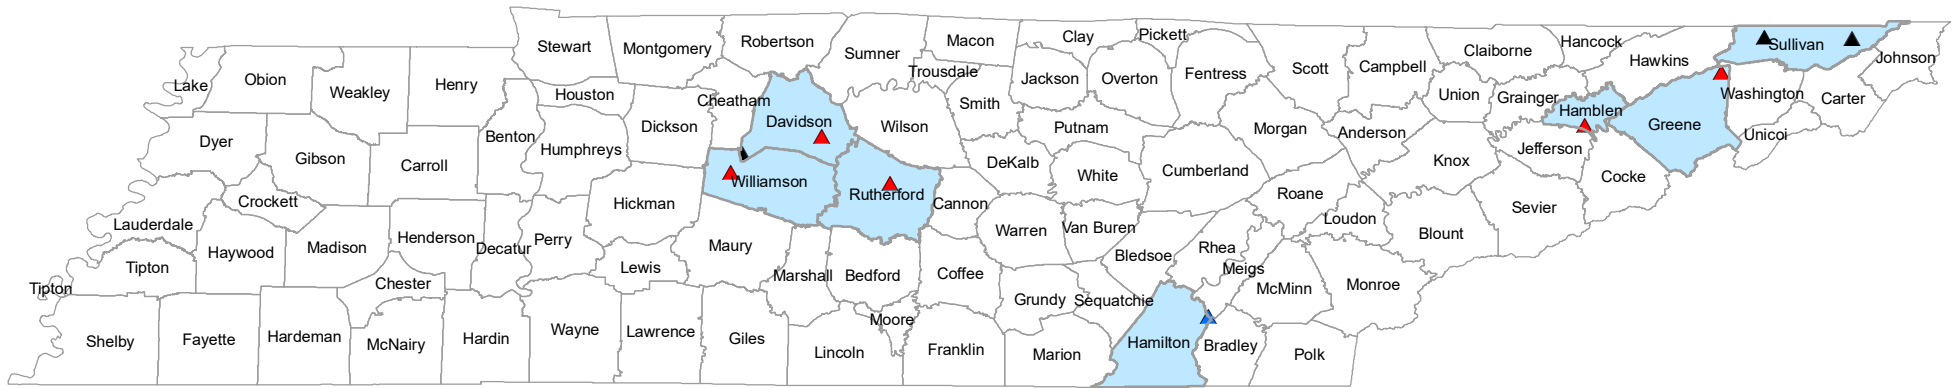 Stewart
Montgomery
Robertson
Sumner
Macon
Clay
Pickett
Trousdale
Jackson
Overton
Fentress
Scott
Campbell
Claiborne
Hancock
Hawkins
Sullivan
Johnson
Lake
Obion
Weakley
Henry
Houston
Cheatham
Smith
Union
Grainger
Washington
Carter
Dickson
Davidson
Wilson
Putnam
Morgan
Anderson
Hamblen
Greene
Unicoi
Dyer
Gibson
Carroll
Benton
Humphreys
DeKalb
White
Cumberland
Knox
Jefferson
Cocke
Williamson
Rutherford
Cannon
Roane
Loudon
Sevier
Crockett
Lauderdale
Haywood
Madison
Henderson
Decatur
Perry
Hickman
Maury
Warren
Van Buren
Bledsoe
Rhea
Blount
Tipton
Chester
Lewis
Marshall
Bedford
Coffee
Meigs
McMinn
Monroe
Tipton
Grundy
Sequatchie
Shelby
Fayette
Hardeman
McNairy
Hardin
Wayne
Lawrence
Giles
Moore
Lincoln
Franklin
Marion
Hamilton
Bradley
Polk